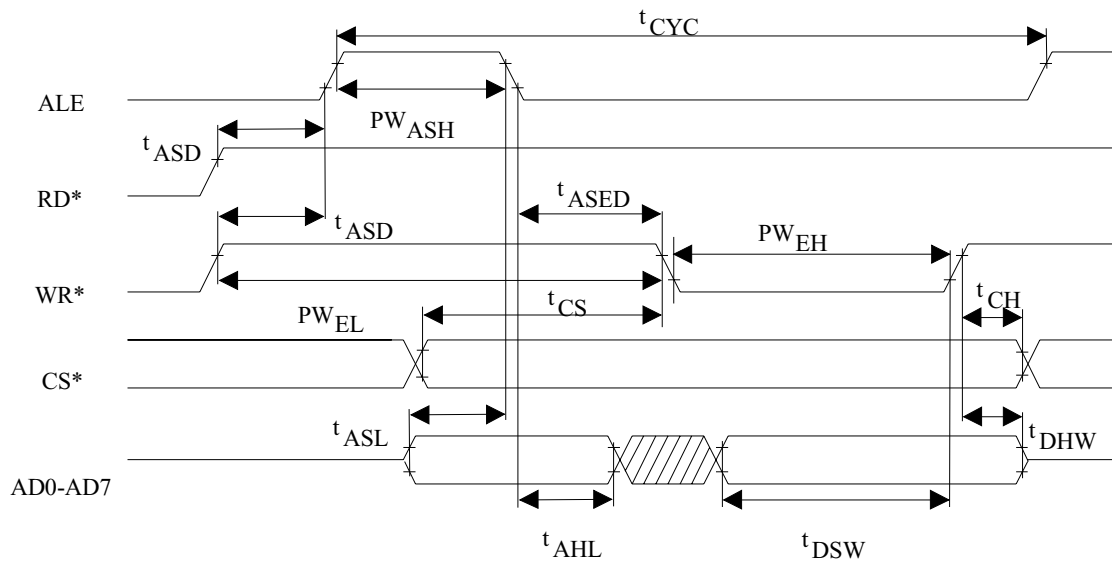 tCYC
ALE
PWASH
tASD
RD*
tASED
tASD
PWEH
WR*
tCS
tCH
PWEL
CS*
tASL
tDHW
AD0-AD7
tAHL
tDSW